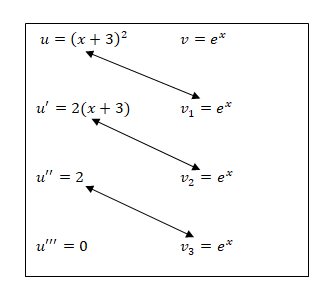 u = (x + 3)² v = eˣ
u′ = 2(x + 3) v₁ = eˣ
u′′ = 2 v₂ = eˣ
u′′′ = 0 v₃ = eˣ